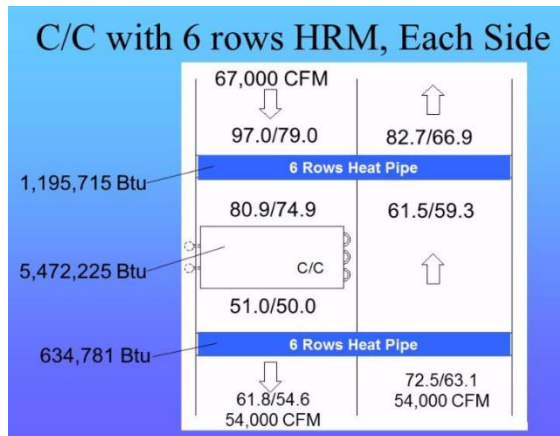 C/C with 6 rows HRM, Each Side
67,000 CFM
97.0/79.0
82.7/66.9
6 Rows Heat Pipe
1,195,715 Btu
80.9/74.9
61.5/59.3
5,472,225 Btu
C/C
51.0/50.0
6 Rows Heat Pipe
634,781 Btu
61.8/54.6
54,000 CFM
72.5/63.1
54,000 CFM